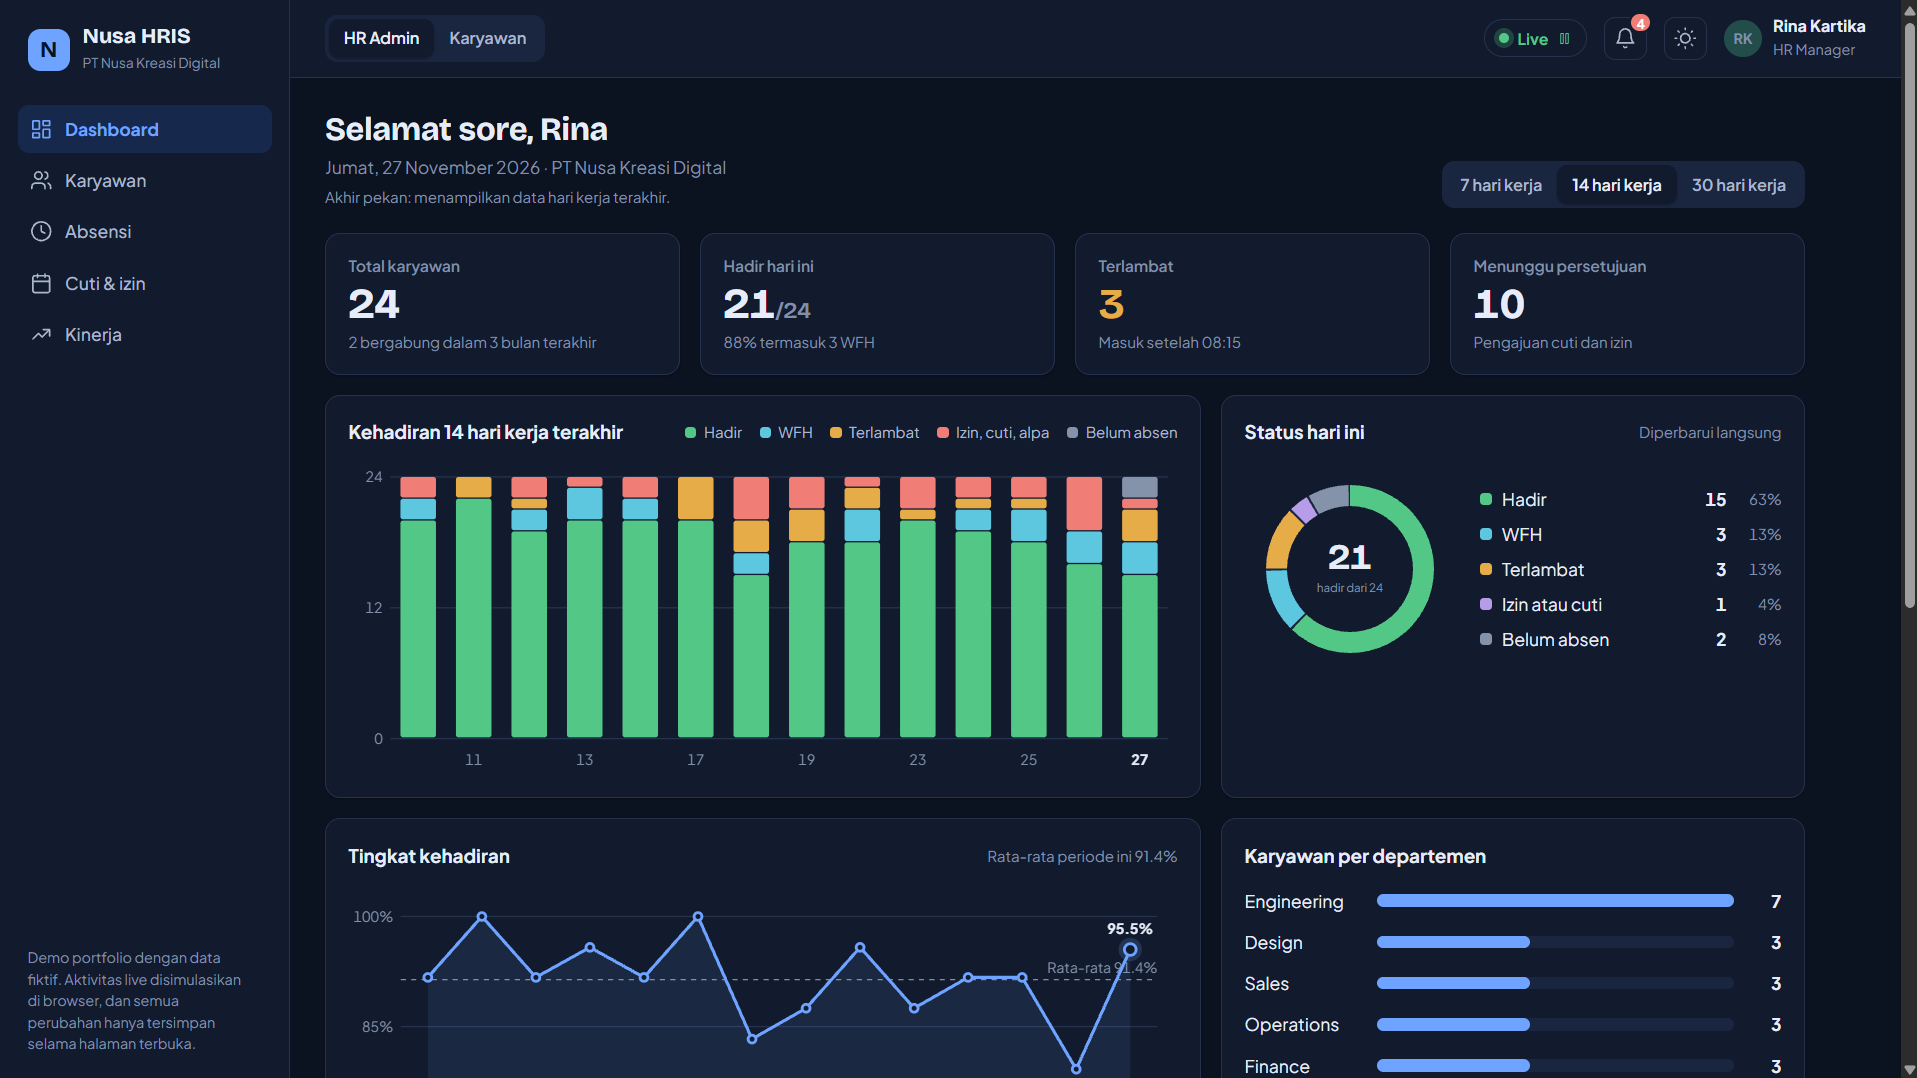 N
Nusa HRIS
PT Nusa Kreasi Digital
Dashboard
Karyawan
Absensi
Cuti & izin
Kinerja
Demo portfolio dengan data
fiktif. Aktivitas live disimulasikan
di browser, dan semua
perubahan hanya tersimpan
selama halaman terbuka.
HR Admin Karyawan
Live
4
RK
Rina Kartika
HR Manager
Selamat sore, Rina
Jumat, 27 November 2026 · PT Nusa Kreasi Digital
Akhir pekan: menampilkan data hari kerja terakhir.
7 hari kerja 14 hari kerja 30 hari kerja
Total karyawan
24
2 bergabung dalam 3 bulan terakhir
Hadir hari ini
21/24
88% termasuk 3 WFH
Terlambat
3
Masuk setelah 08:15
Menunggu persetujuan
10
Pengajuan cuti dan izin
Kehadiran 14 hari kerja terakhir
Hadir WFH Terlambat Izin, cuti, alpa Belum absen
24
12
0
11 13 17 19 23 25 27
Status hari ini
Diperbarui langsung
21
hadir dari 24
Hadir 15 63%
WFH 3 13%
Terlambat 3 13%
Izin atau cuti 1 4%
Belum absen 2 8%
Tingkat kehadiran
Rata-rata periode ini 91.4%
100%
95.5%
Rata-rata 91.4%
85%
Karyawan per departemen
Engineering 7
Design 3
Sales 3
Operations 3
Finance 3